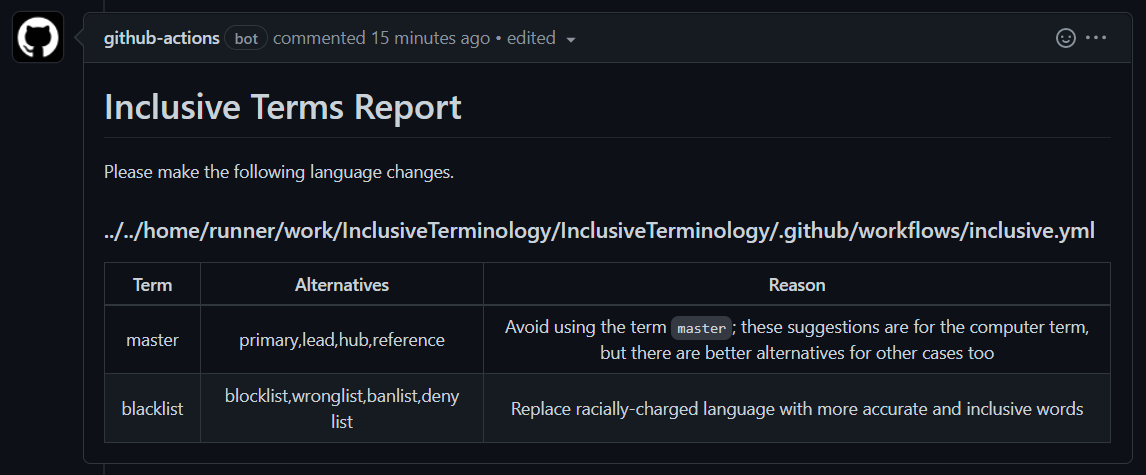 github-actions bot commented 15 minutes ago • edited
Inclusive Terms Report
Please make the following language changes.
../../home/runner/work/InclusiveTerminology/InclusiveTerminology/.github/workflows/inclusive.yml
Term Alternatives Reason
master primary,lead,hub,reference Avoid using the term master; these suggestions are for the computer term,
but there are better alternatives for other cases too
blacklist blocklist,wronglist,banlist,deny
list Replace racially-charged language with more accurate and inclusive words